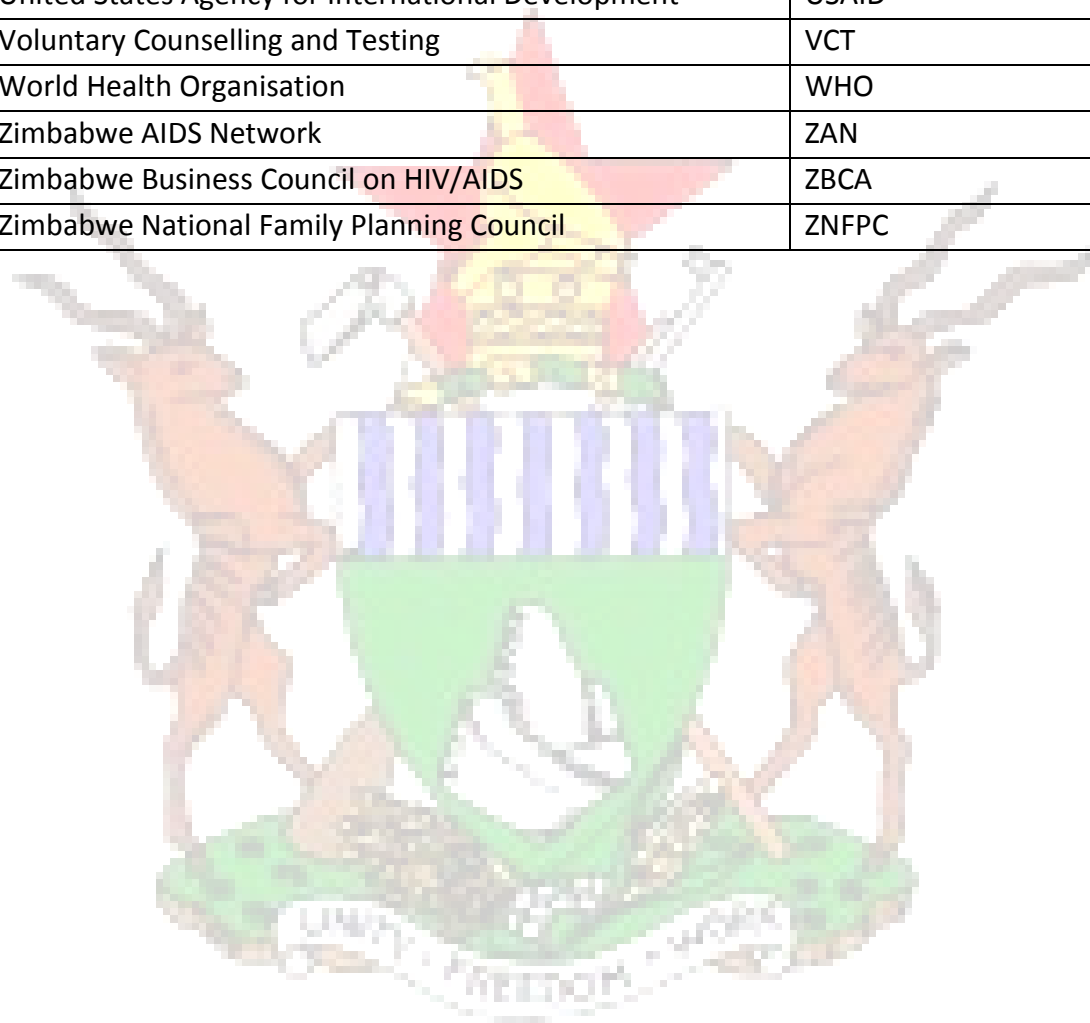 United States Agency for International Development USAID
Voluntary Counselling and Testing VCT
World Health Organisation WHO
Zimbabwe AIDS Network ZAN
Zimbabwe Business Council on HIV/AIDS ZBCA
Zimbabwe National Family Planning Council ZNFPC
UNITY · FREEDOM · WORK